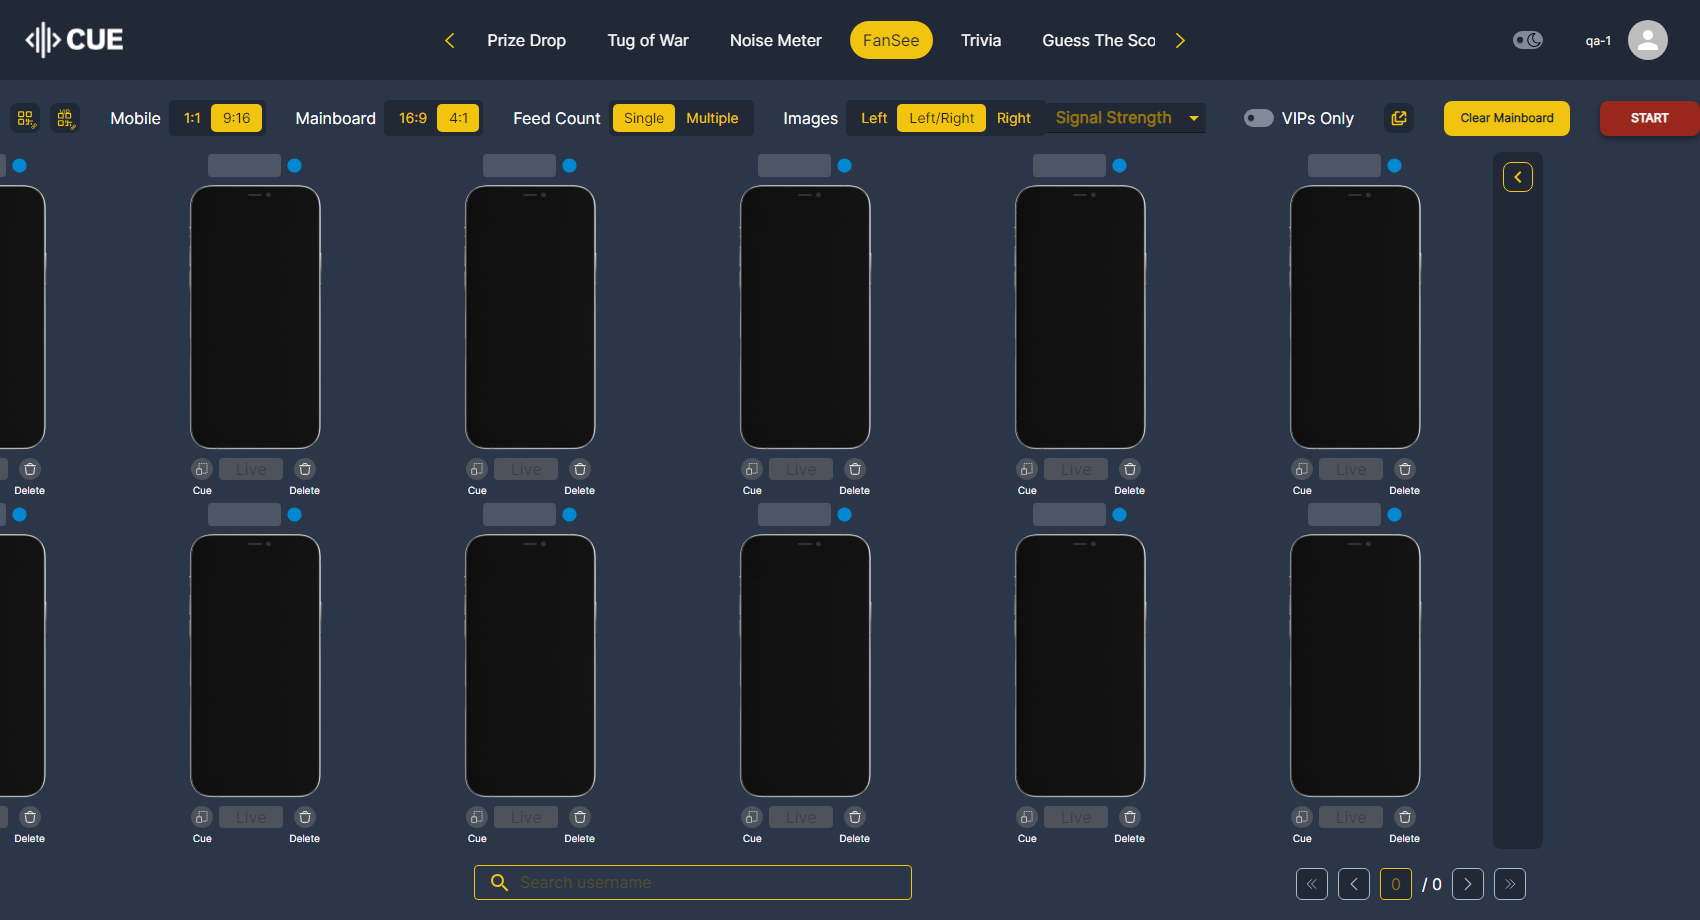 CUE
Prize Drop Tug of War Noise Meter FanSee Trivia Guess The Sco
qa-1
Mobile 1:1 9:16 Mainboard 16:9 4:1 Feed Count Single Multiple Images Left Left/Right Right Signal Strength VIPs Only Clear Mainboard START
Live Live Live Live Live
Delete Cue Delete Cue Delete Cue Delete Cue Delete Cue Delete
Live Live Live Live Live
Delete Cue Delete Cue Delete Cue Delete Cue Delete Cue Delete
Search username
0 / 0